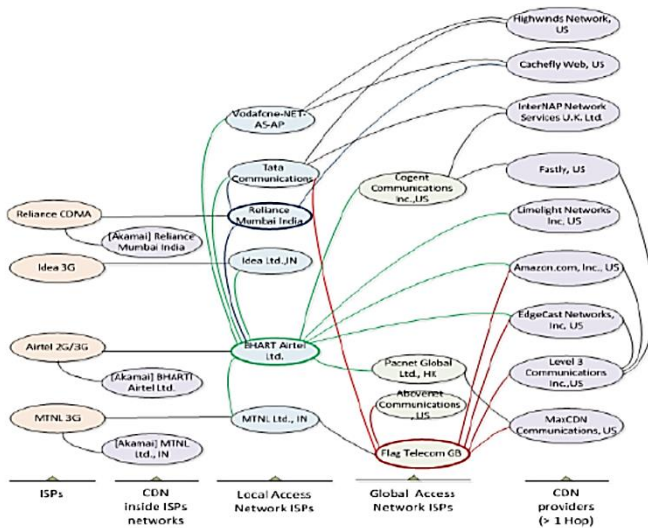 Highwinds Network,
US
Cachefly Web, US
Vodafone-NET-
AS-AP
InterNAP Network
Services U.K. Ltd.
Tata
Communications
Cogent
Communications
Inc.,US
Fastly, US
Reliance CDMA
Reliance
Mumbai India
Limelight Networks
Inc, US
[Akamai] Reliance
Mumbai India
Idea 3G
Idea Ltd.,IN
Amazon.com, Inc., US
EdgeCast Networks,
Inc, US
Airtel 2G/3G
BHART Airtel
Ltd.
Pacnet Global
Ltd., HK
Level 3
Communications
Inc.,US
[Akamai] BHARTI
Airtel Ltd.
Abovenet
Communications
,US
MTNL 3G
MTNL Ltd., IN
MaxCDN
Communications, US
[Akamai] MTNL
Ltd., IN
Flag Telecom GB
ISPs
CDN
inside ISPs
networks
Local Access
Network ISPs
Global Access
Network ISPs
CDN
providers
(> 1 Hop)